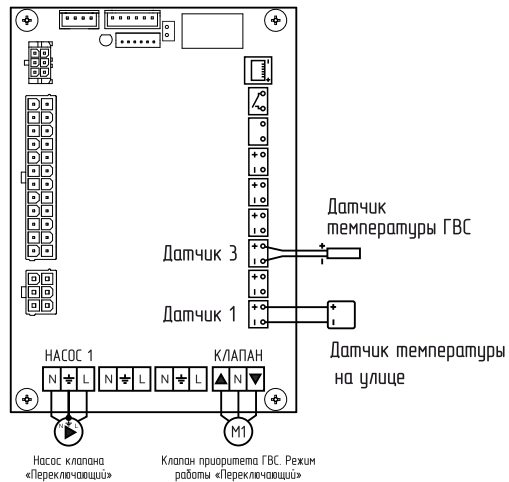 Датчик
температуры ГВС
Датчик 3
Датчик 1
Датчик температуры
на улице
НАСОС 1
КЛАПАН
N L N L N L N
N L
M1
Насос клапана
«Переключающий»
Клапан приоритета ГВС. Режим
работы «Переключающий»